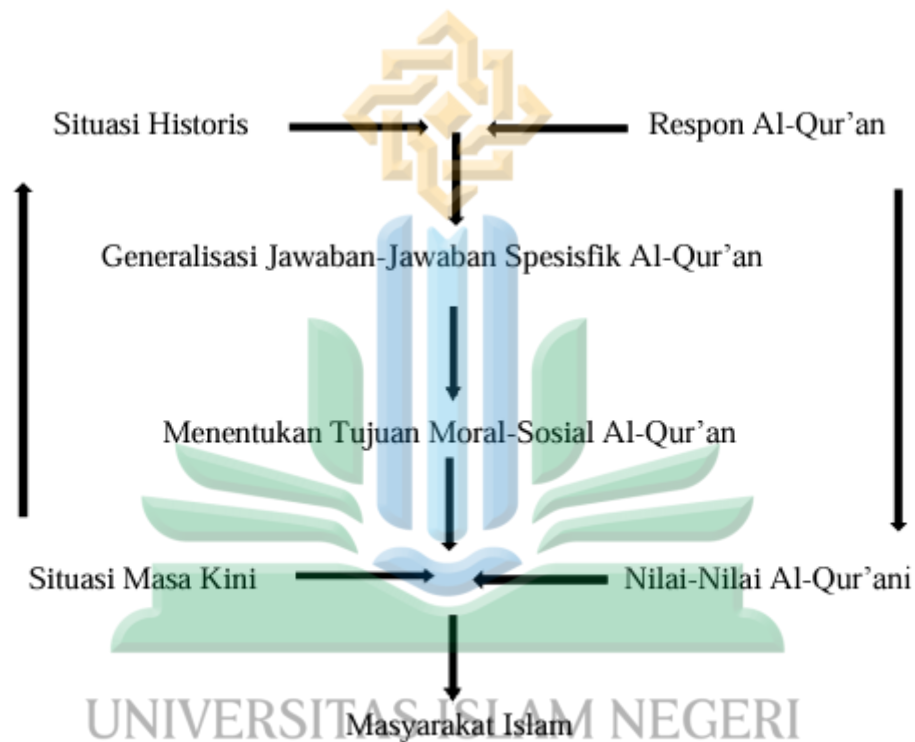 Situasi Historis
Respon Al-Qur'an
Generalisasi Jawaban-Jawaban Spesisfik Al-Qur'an
Menentukan Tujuan Moral-Sosial Al-Qur'an
Situasi Masa Kini
Nilai-Nilai Al-Qur'ani
Masyarakat Islam
UNIVERSITAS ISLAM NEGERI